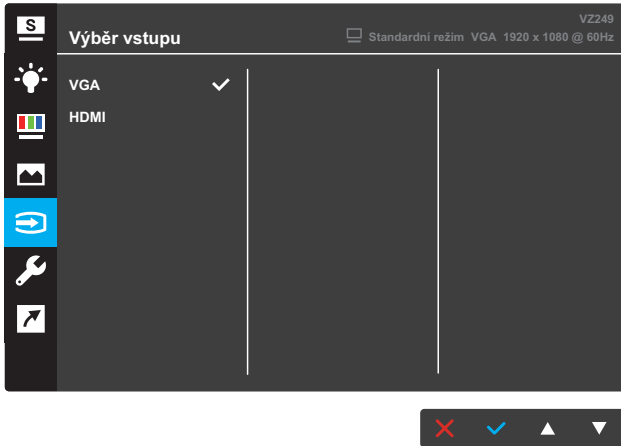 S
VZ249
Výběr vstupu
Standardní režim VGA 1920 x 1080 @ 60Hz
VGA
HDMI